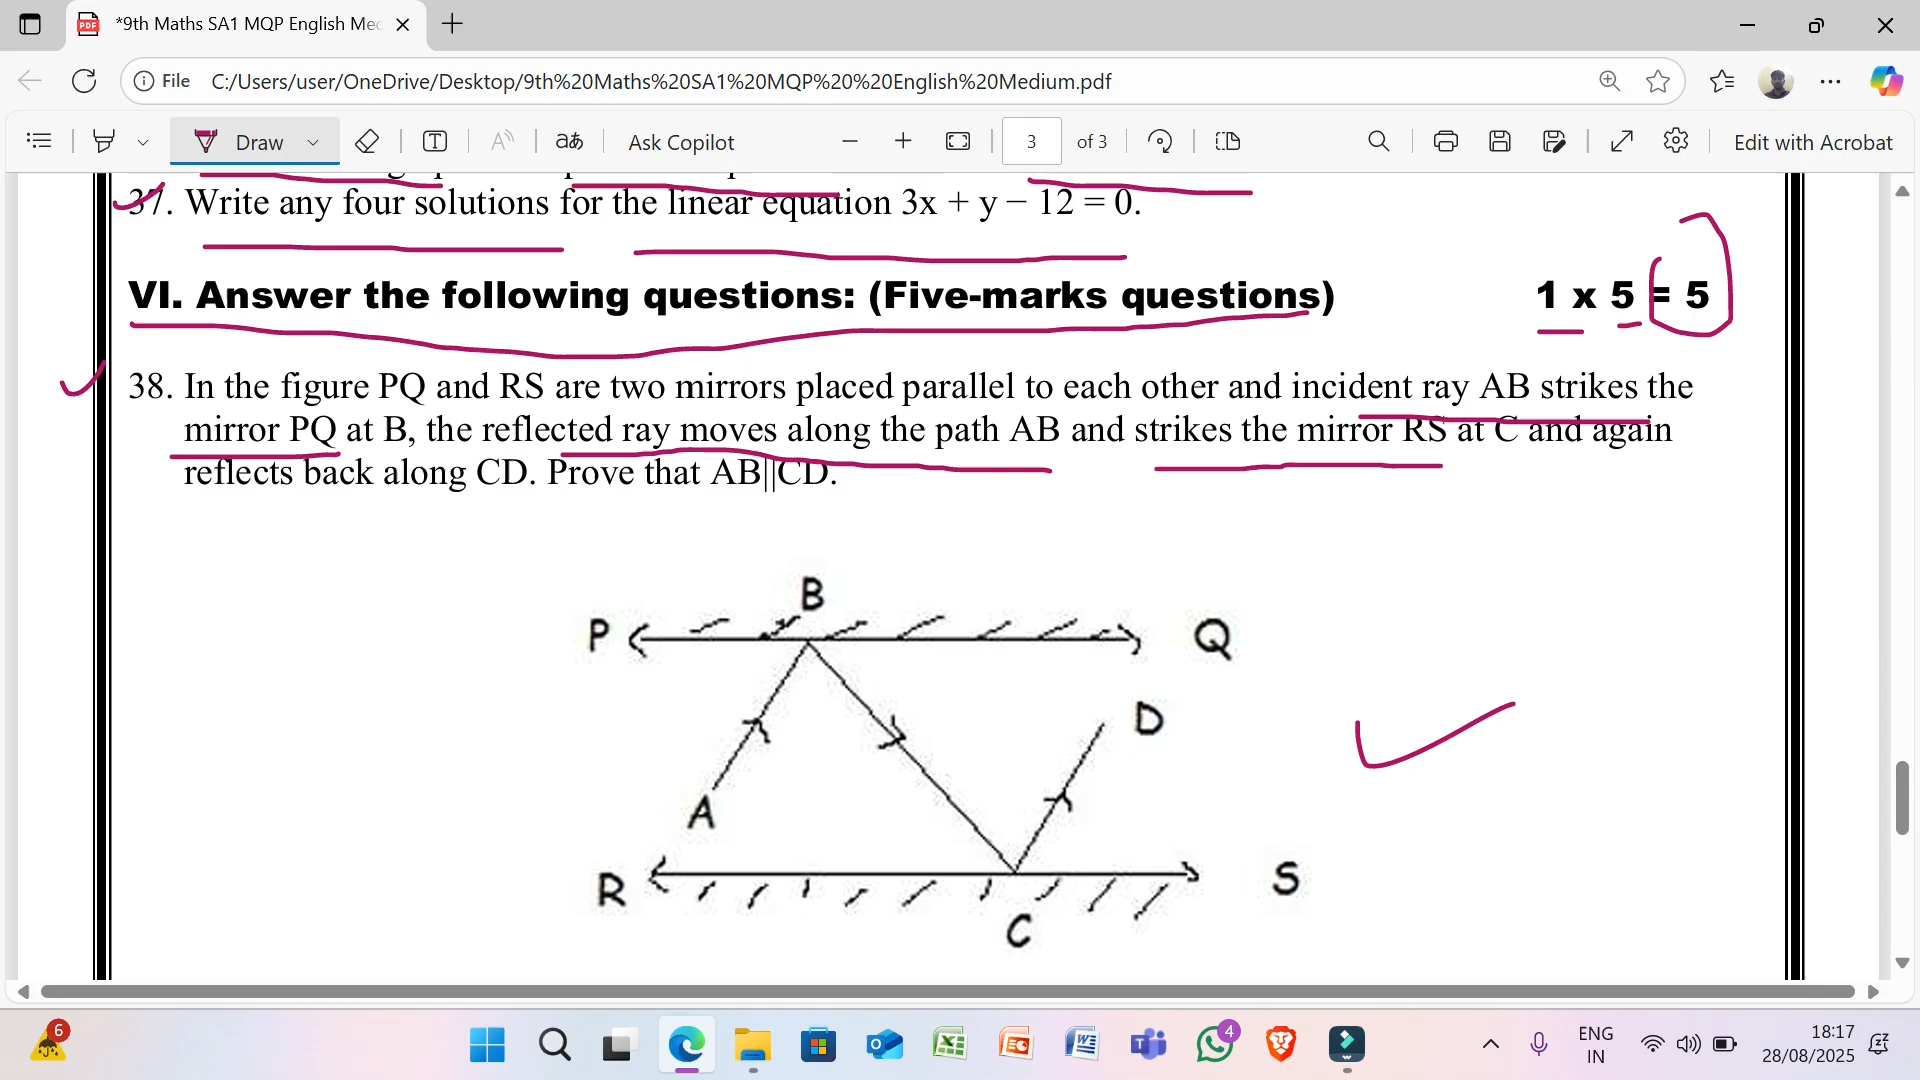 *9th Maths SA1 MQP English Med
File C:/Users/user/OneDrive/Desktop/9th%20Maths%20SA1%20MQP%20%20English%20Medium.pdf
Draw aあ Ask Copilot 3 of 3 Edit with Acrobat
37. Write any four solutions for the linear equation 3x + y − 12 = 0.
VI. Answer the following questions: (Five-marks questions) 1 x 5 = 5
38. In the figure PQ and RS are two mirrors placed parallel to each other and incident ray AB strikes the
mirror PQ at B, the reflected ray moves along the path AB and strikes the mirror RS at C and again
reflects back along CD. Prove that AB||CD.
B
P Q
D
A
R S
C
6 4 ENG 18:17
IN 28/08/2025